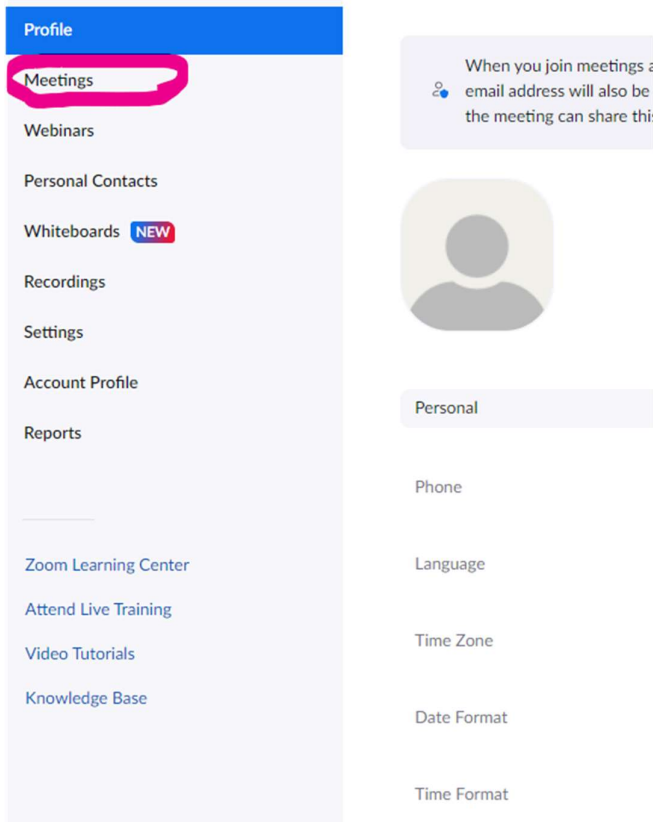 Profile
Meetings
Webinars
Personal Contacts
Whiteboards NEW
Recordings
Settings
Account Profile
Reports
Zoom Learning Center
Attend Live Training
Video Tutorials
Knowledge Base
When you join meetings a
email address will also be
the meeting can share this
Personal
Phone
Language
Time Zone
Date Format
Time Format